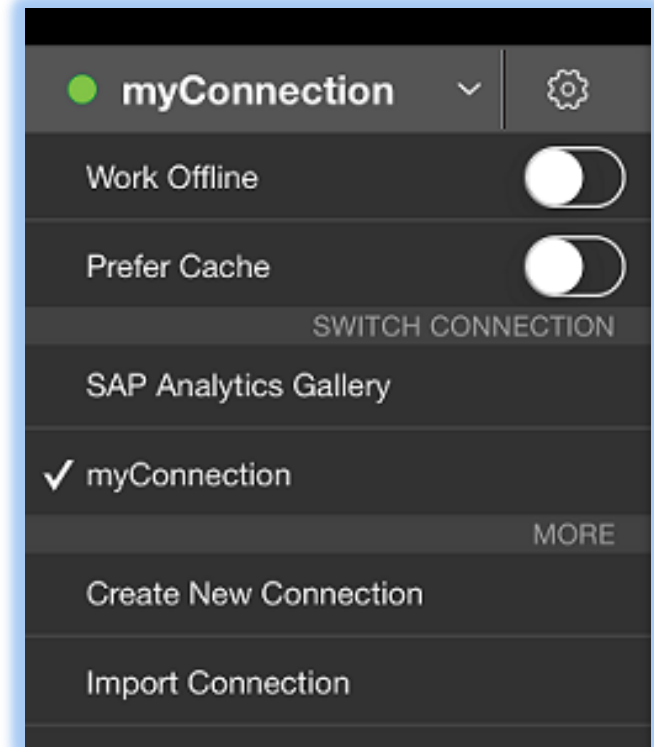 myConnection
Work Offline
Prefer Cache
SWITCH CONNECTION
SAP Analytics Gallery
myConnection
MORE
Create New Connection
Import Connection